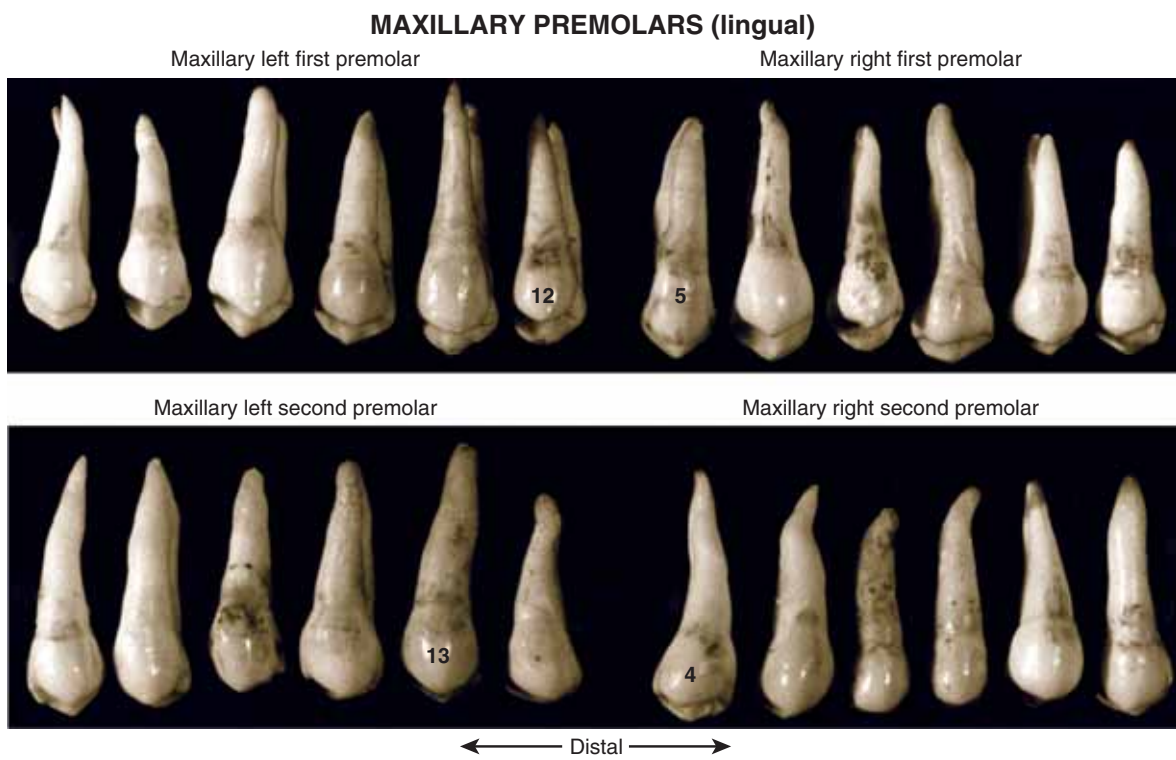 MAXILLARY PREMOLARS (lingual)
Maxillary left first premolar
Maxillary right first premolar
12
5
Maxillary left second premolar
Maxillary right second premolar
13
4
Distal